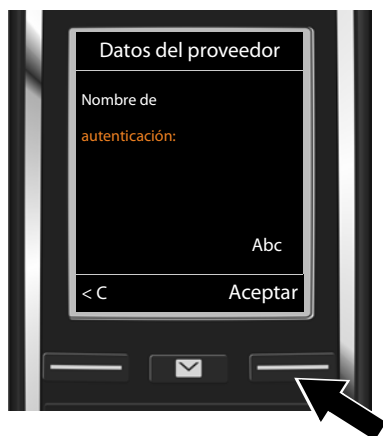 Datos del proveedor
Nombre de
autenticación:
Abc
< C Aceptar